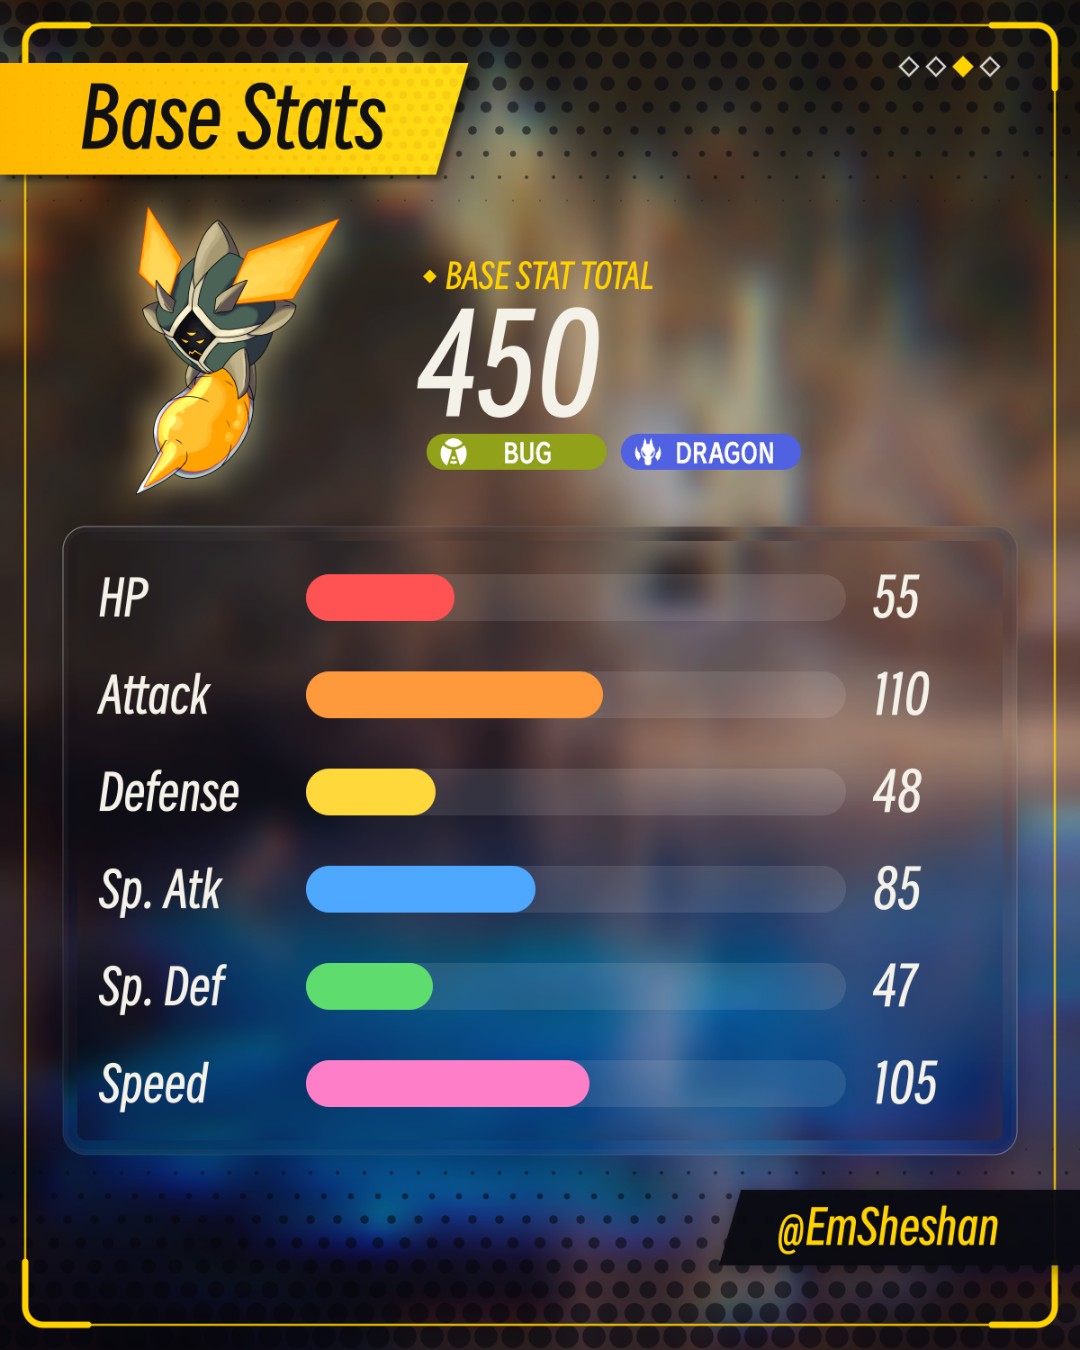 Base Stats
BASE STAT TOTAL
450
BUG DRAGON
HP 55
Attack 110
Defense 48
Sp. Atk 85
Sp. Def 47
Speed 105
@EmSheshan